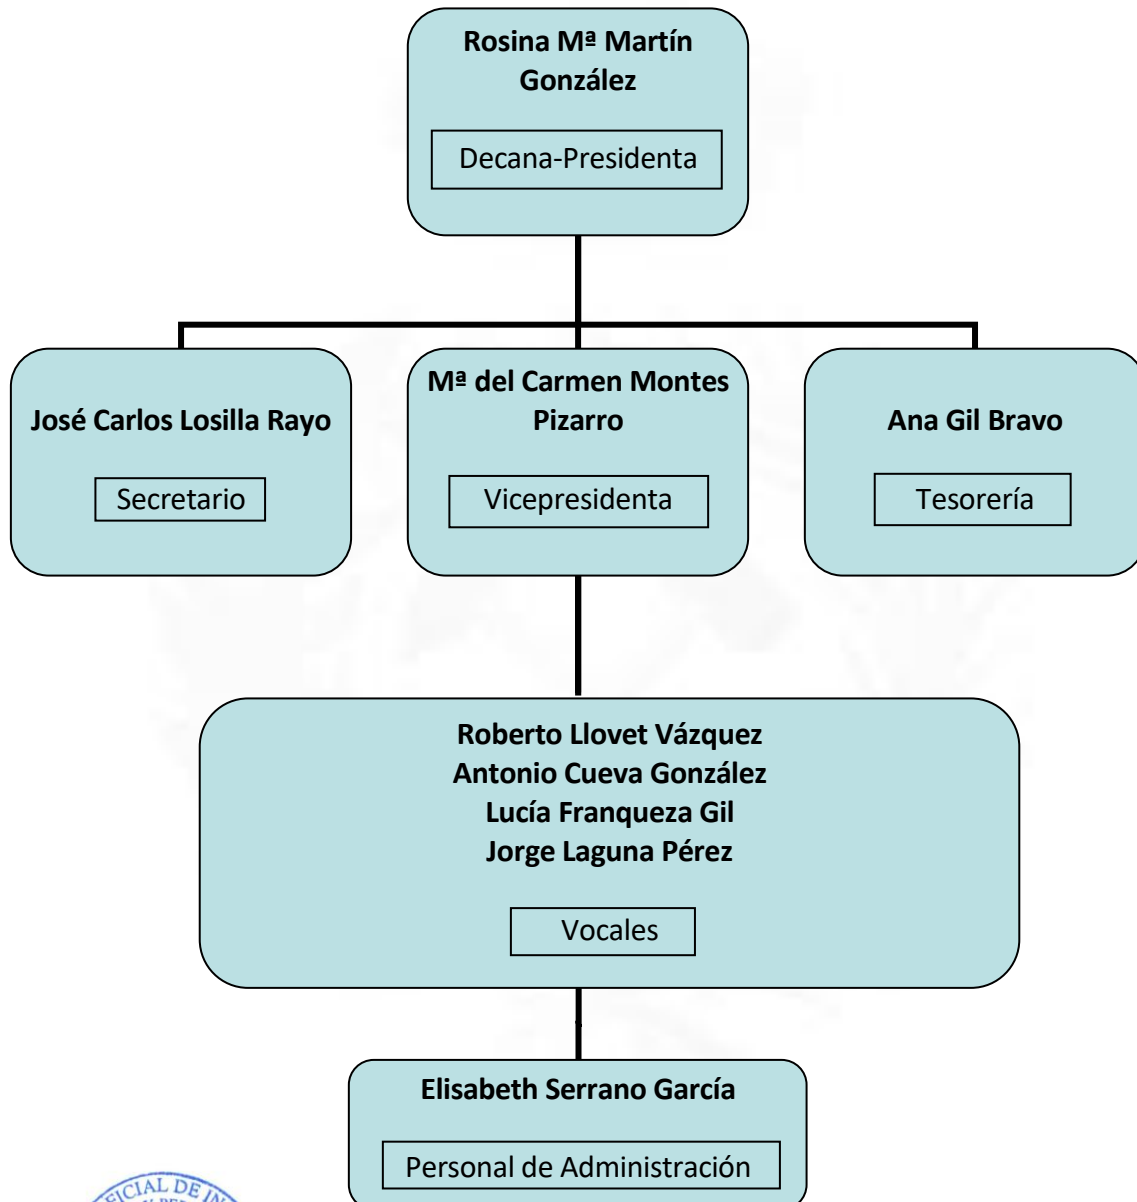 Rosina Mª Martín
González
Decana-Presidenta
José Carlos Losilla Rayo
Secretario
Mª del Carmen Montes
Pizarro
Vicepresidenta
Ana Gil Bravo
Tesorería
Roberto Llovet Vázquez
Antonio Cueva González
Lucía Franqueza Gil
Jorge Laguna Pérez
Vocales
Elisabeth Serrano García
Personal de Administración
DE